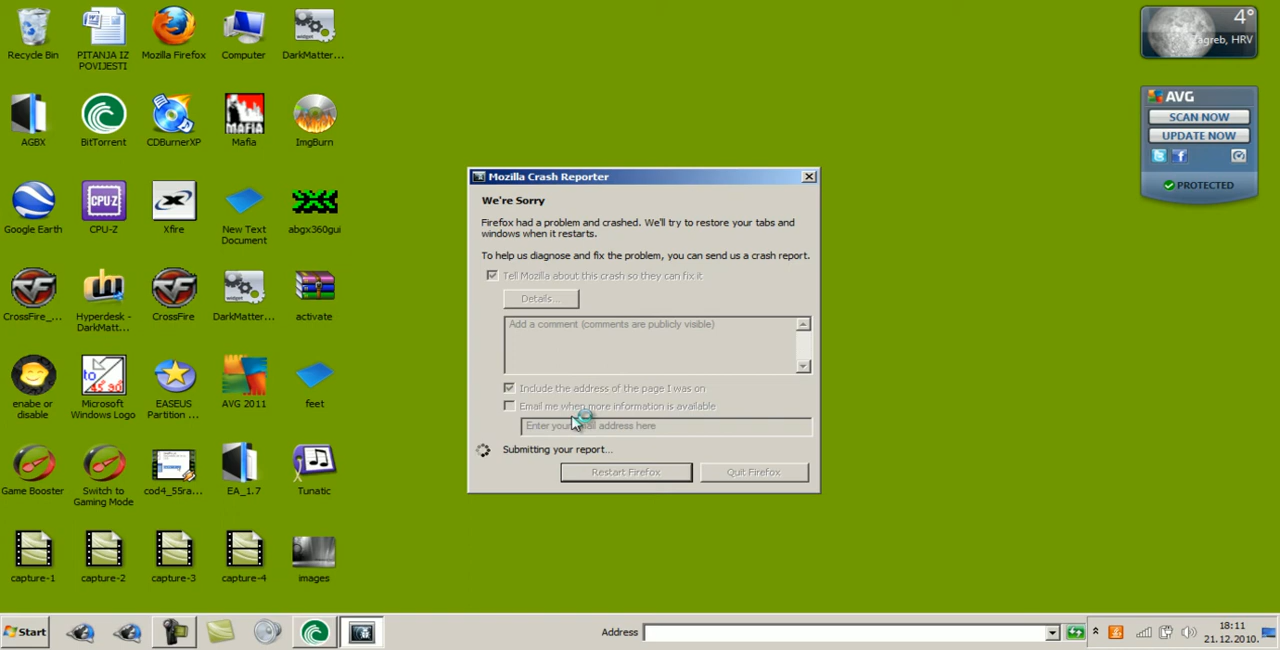 Recycle Bin
PITANJA IZ
POVIJESTI
Mozilla Firefox
Computer
DarkMatter...
AGBX
BitTorrent
CDBurnerXP
MAFIA
Mafia
ImgBurn
Google Earth
CPU-Z
CPU-Z
Xfire
New Text
Document
abgx360gui
CrossFire_...
Hyperdesk -
DarkMatt...
CrossFire
widget
DarkMatter...
activate
enabe or
disable
Microsoft
Windows Logo
EASEUS
Partition ...
AVG 2011
feet
Game Booster
Switch to
Gaming Mode
cod4_55ra...
EA_1.7
Tunatic
capture-1
capture-2
capture-3
capture-4
images
Mozilla Crash Reporter
We're Sorry
Firefox had a problem and crashed. We'll try to restore your tabs and
windows when it restarts.
To help us diagnose and fix the problem, you can send us a crash report.
Tell Mozilla about this crash so they can fix it
Details...
Add a comment (comments are publicly visible)
Include the address of the page I was on
Email me when more information is available
Enter your email address here
Submitting your report...
Restart Firefox
Quit Firefox
4°
Zagreb, HRV
AVG
SCAN NOW
UPDATE NOW
PROTECTED
Start
Address
18:11
21.12.2010.